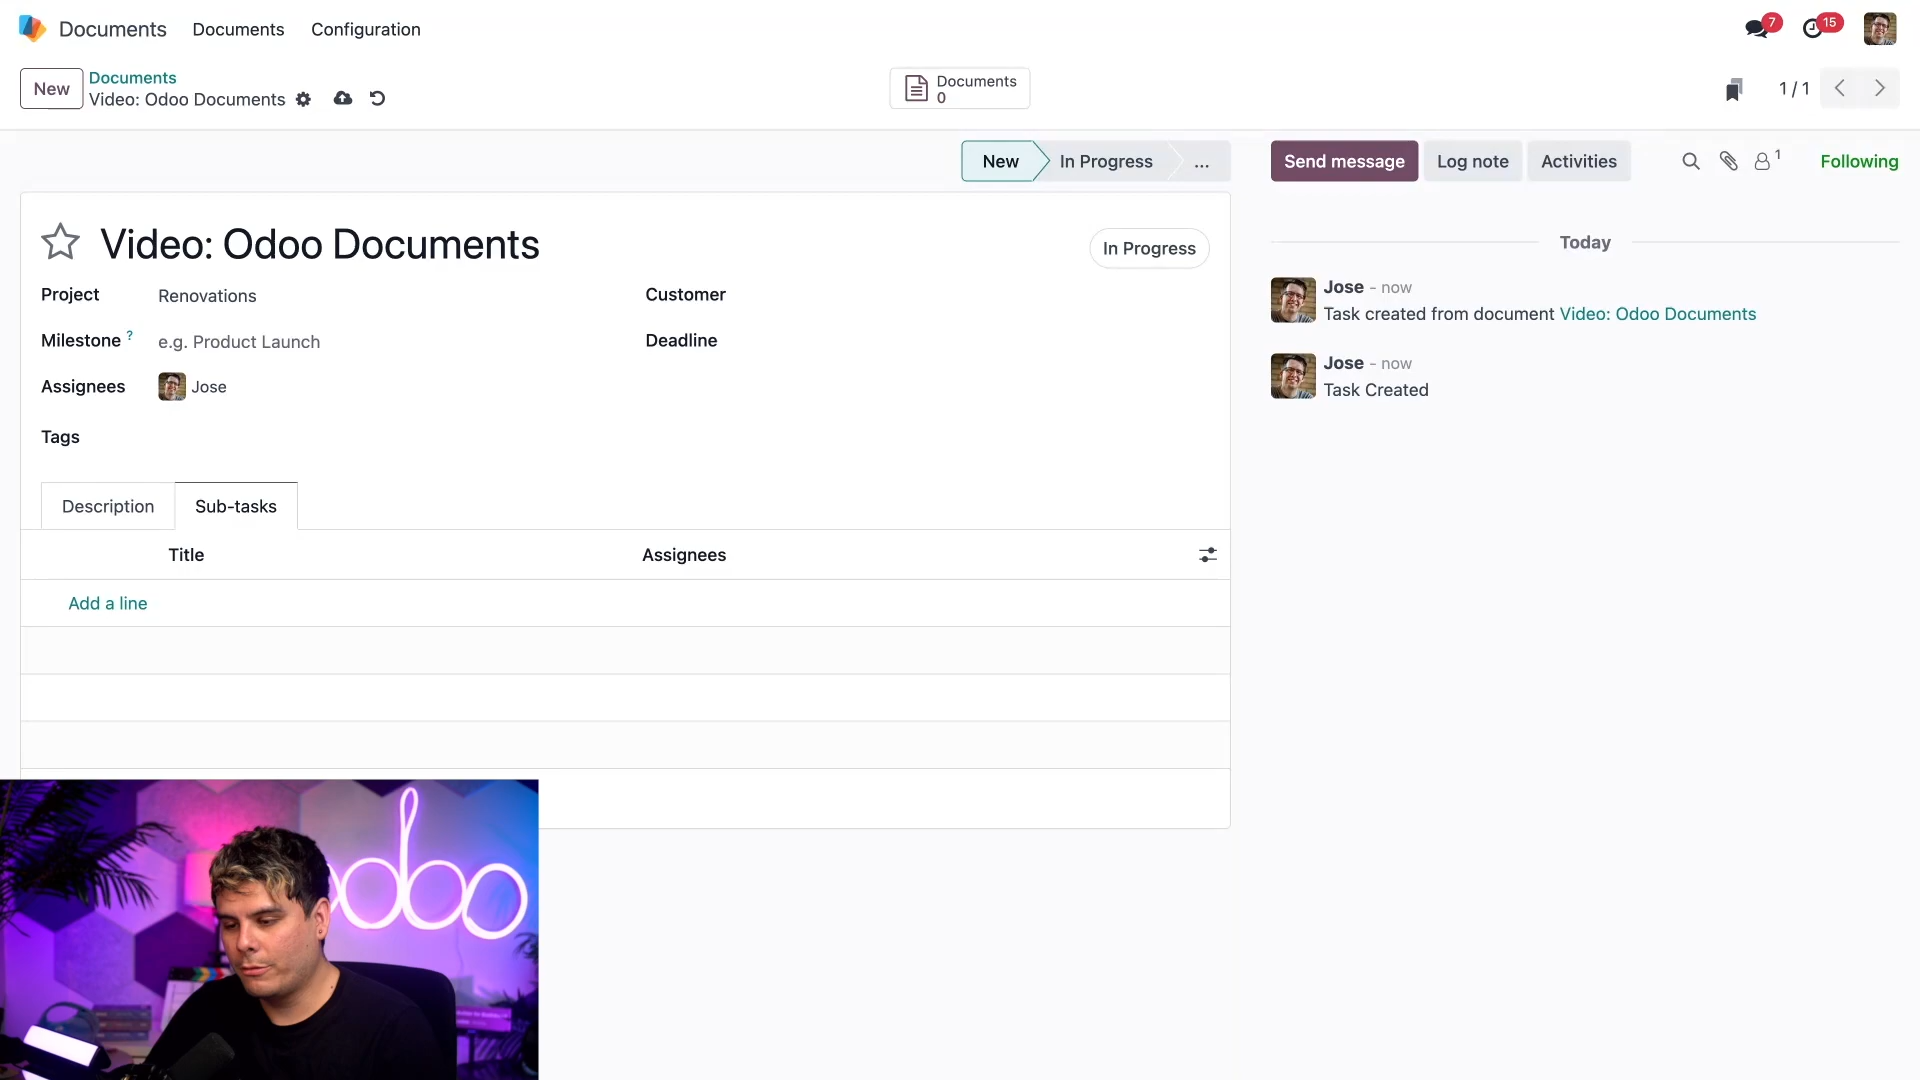 Documents Documents Configuration 7 15
New Documents
Video: Odoo Documents
Documents
0
1 / 1
New In Progress ...
Send message Log note Activities 1 Following
Video: Odoo Documents In Progress
Project Renovations
Customer
Milestone ? e.g. Product Launch
Deadline
Assignees Jose
Tags
Description Sub-tasks
Title Assignees
Add a line
Today
Jose - now
Task created from document Video: Odoo Documents
Jose - now
Task Created
odoo